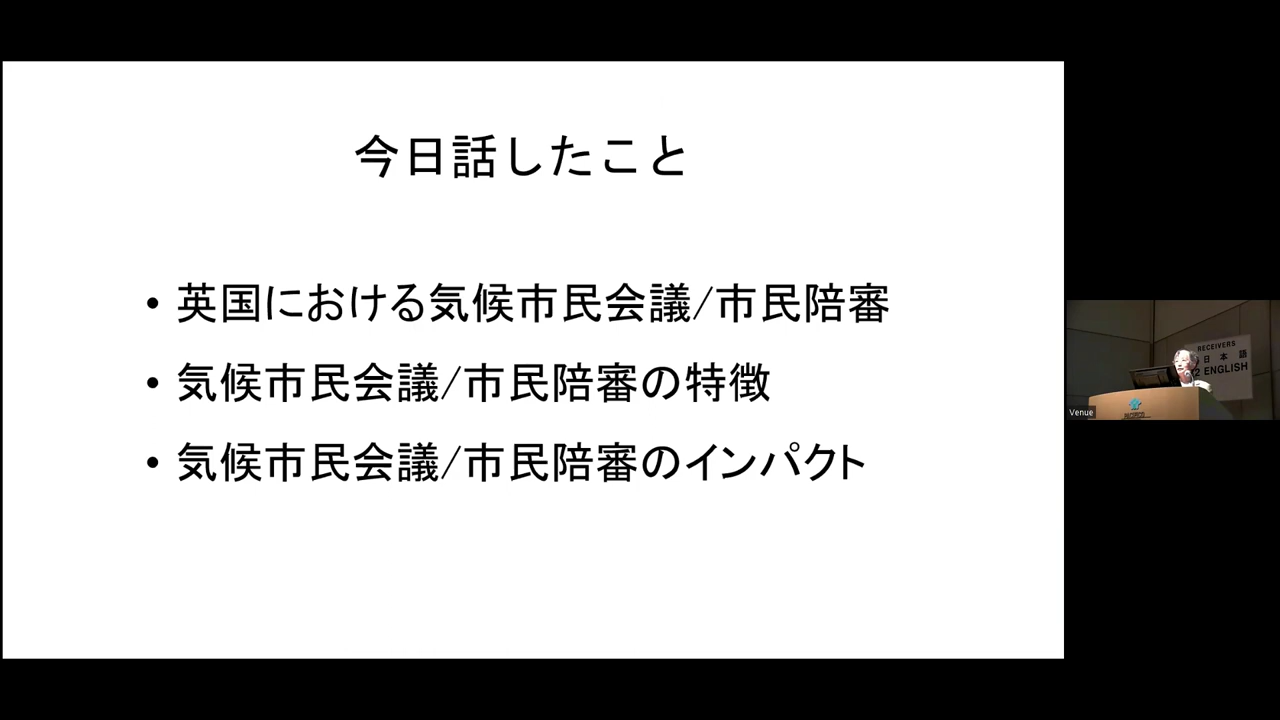 今日話したこと
• 英国における気候市民会議/市民陪審
• 気候市民会議/市民陪審の特徴
• 気候市民会議/市民陪審のインパクト
RECEIVERS
日本語
2 ENGLISH
Venue